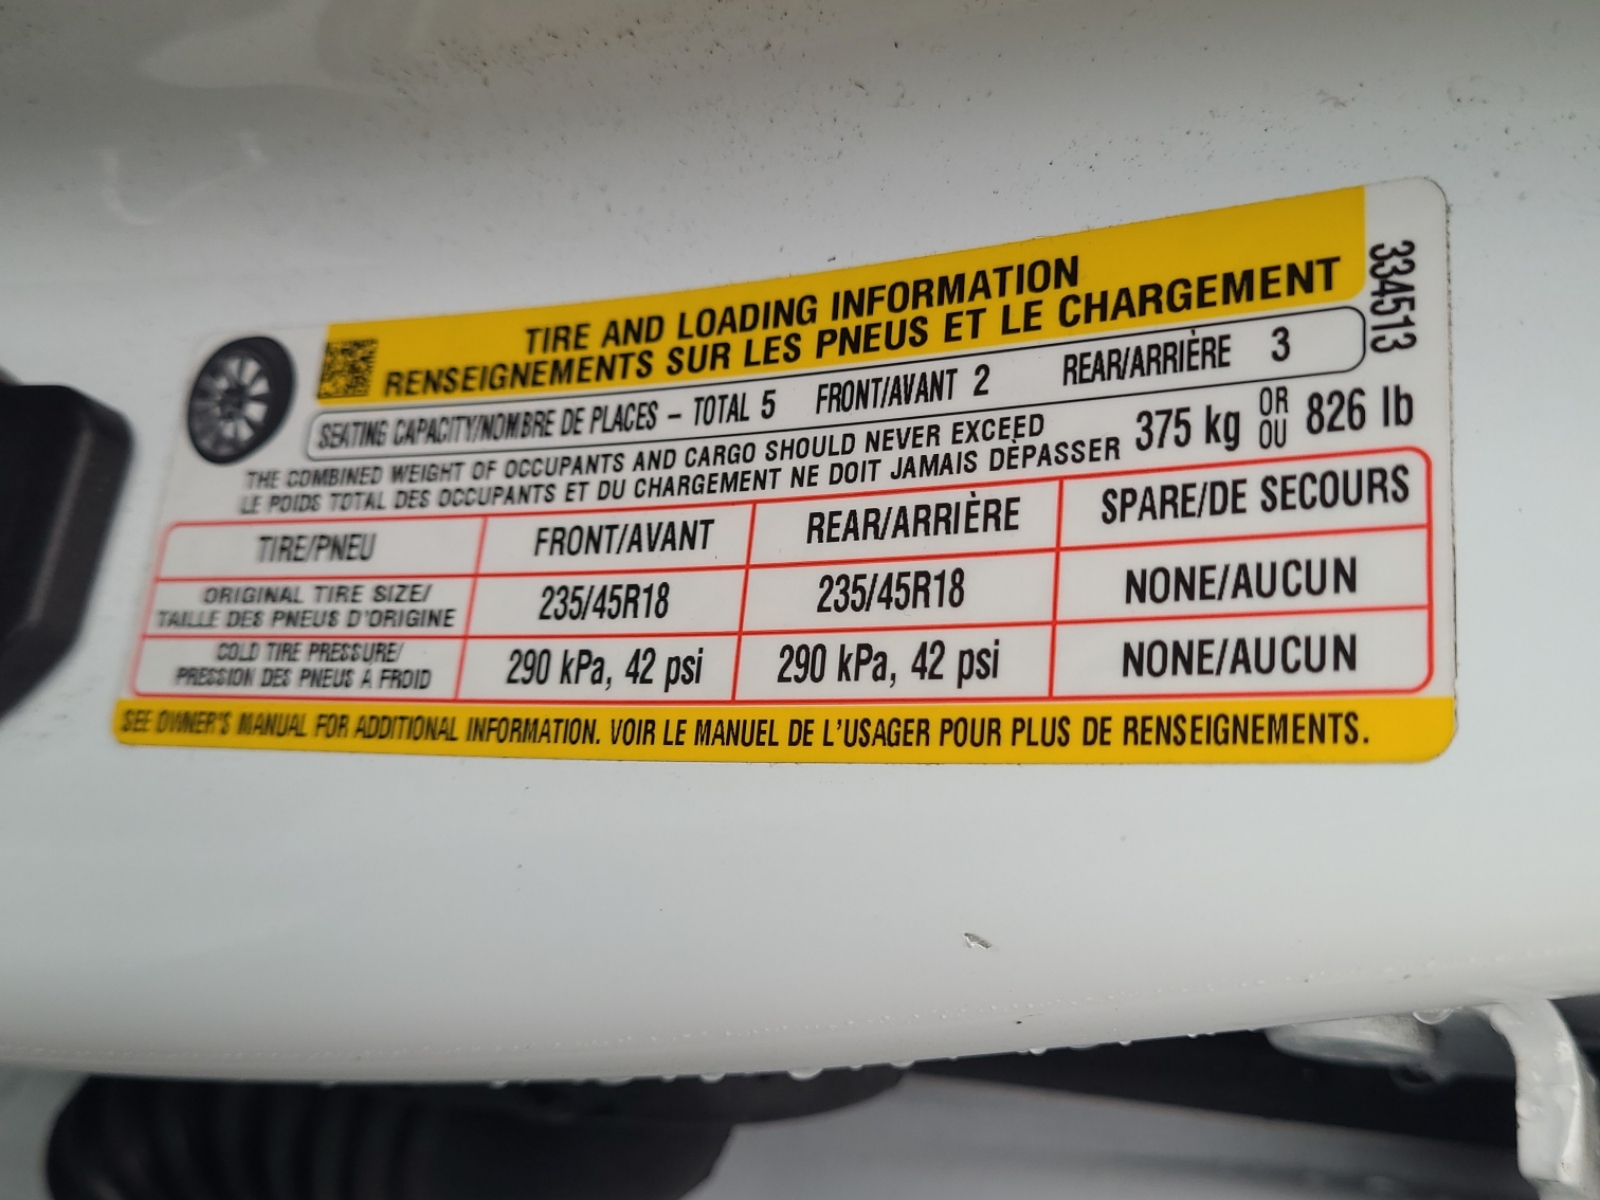 TIRE AND LOADING INFORMATION
RENSEIGNEMENTS SUR LES PNEUS ET LE CHARGEMENT
334513
SEATING CAPACITY/NOMBRE DE PLACES – TOTAL 5 FRONT/AVANT 2 REAR/ARRIÈRE 3
THE COMBINED WEIGHT OF OCCUPANTS AND CARGO SHOULD NEVER EXCEED
LE POIDS TOTAL DES OCCUPANTS ET DU CHARGEMENT NE DOIT JAMAIS DÉPASSER
375 kg OR OU 826 lb
TIRE/PNEU FRONT/AVANT REAR/ARRIÈRE SPARE/DE SECOURS
ORIGINAL TIRE SIZE/
TAILLE DES PNEUS D'ORIGINE
235/45R18 235/45R18 NONE/AUCUN
COLD TIRE PRESSURE/
PRESSION DES PNEUS A FROID
290 kPa, 42 psi 290 kPa, 42 psi NONE/AUCUN
SEE OWNER'S MANUAL FOR ADDITIONAL INFORMATION. VOIR LE MANUEL DE L'USAGER POUR PLUS DE RENSEIGNEMENTS.